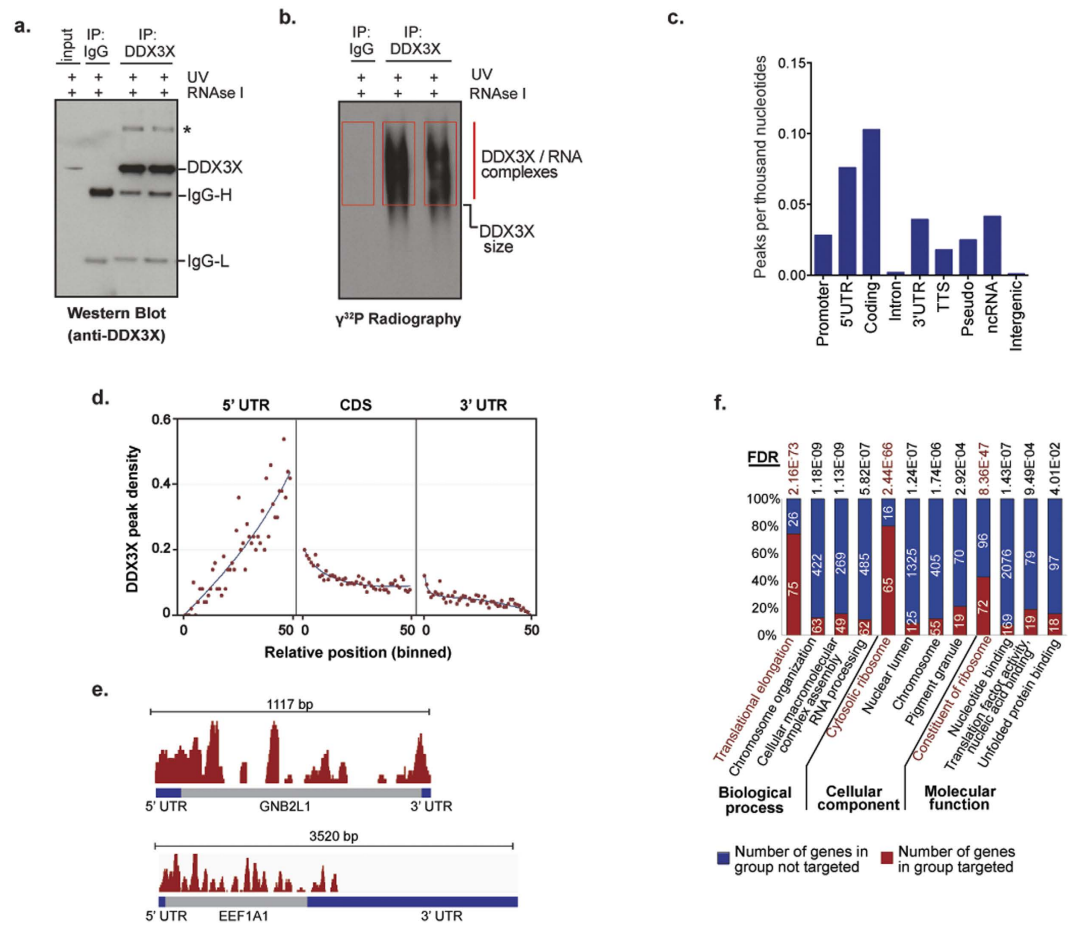 a.
input
IP:
IgG
IP:
DDX3X
+ + + + UV
+ + + + RNAse I
*
DDX3X
IgG-H
IgG-L
Western Blot
(anti-DDX3X)
b.
IP:
IgG
IP:
DDX3X
+ + + UV
+ + + RNAse I
DDX3X / RNA
complexes
DDX3X
size
γ³²P Radiography
c.
Peaks per thousand nucleotides
0.15
0.10
0.05
0.00
Promoter
5'UTR
Coding
Intron
3'UTR
TTS
Pseudo
ncRNA
Intergenic
d.
5' UTR CDS 3' UTR
DDX3X peak density
0.6
0.4
0.2
0
0 50 0 50 0 50
Relative position (binned)
e.
1117 bp
5' UTR GNB2L1 3' UTR
3520 bp
5' UTR EEF1A1 3' UTR
f.
FDR
2.16E-73
1.18E-09
1.13E-09
5.82E-07
2.44E-66
1.24E-07
1.74E-06
2.92E-04
8.36E-47
1.43E-07
9.49E-04
4.01E-02
100%
80%
60%
40%
20%
0%
26 422 269 485 16 1325 405 70 96 2076 79 97
75 63 49 62 65 125 55 19 72 169 19 18
Translational elongation
Chromosome organization
Cellular macromolecular
complex assembly
RNA processing
Cytosolic ribosome
Nuclear lumen
Chromosome
Pigment granule
Constituent of ribosome
Nucleotide binding
Translation factor activity,
nucleic acid binding
Unfolded protein binding
Biological
process
Cellular
component
Molecular
function
Number of genes in
group not targeted
Number of genes
in group targeted